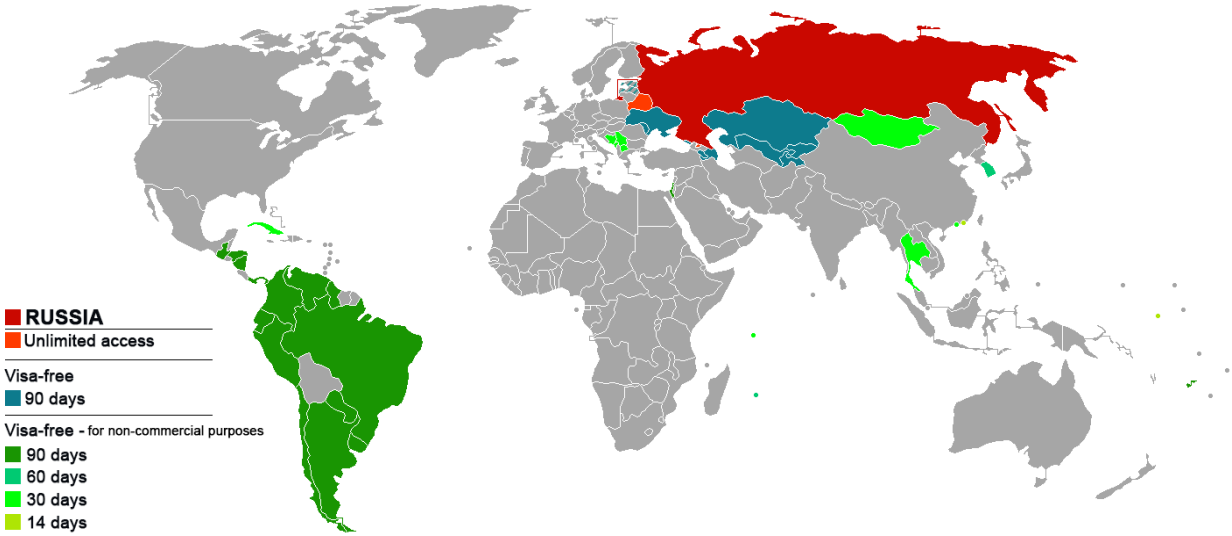 RUSSIA
Unlimited access
Visa-free
90 days
Visa-free - for non-commercial purposes
90 days
60 days
30 days
14 days